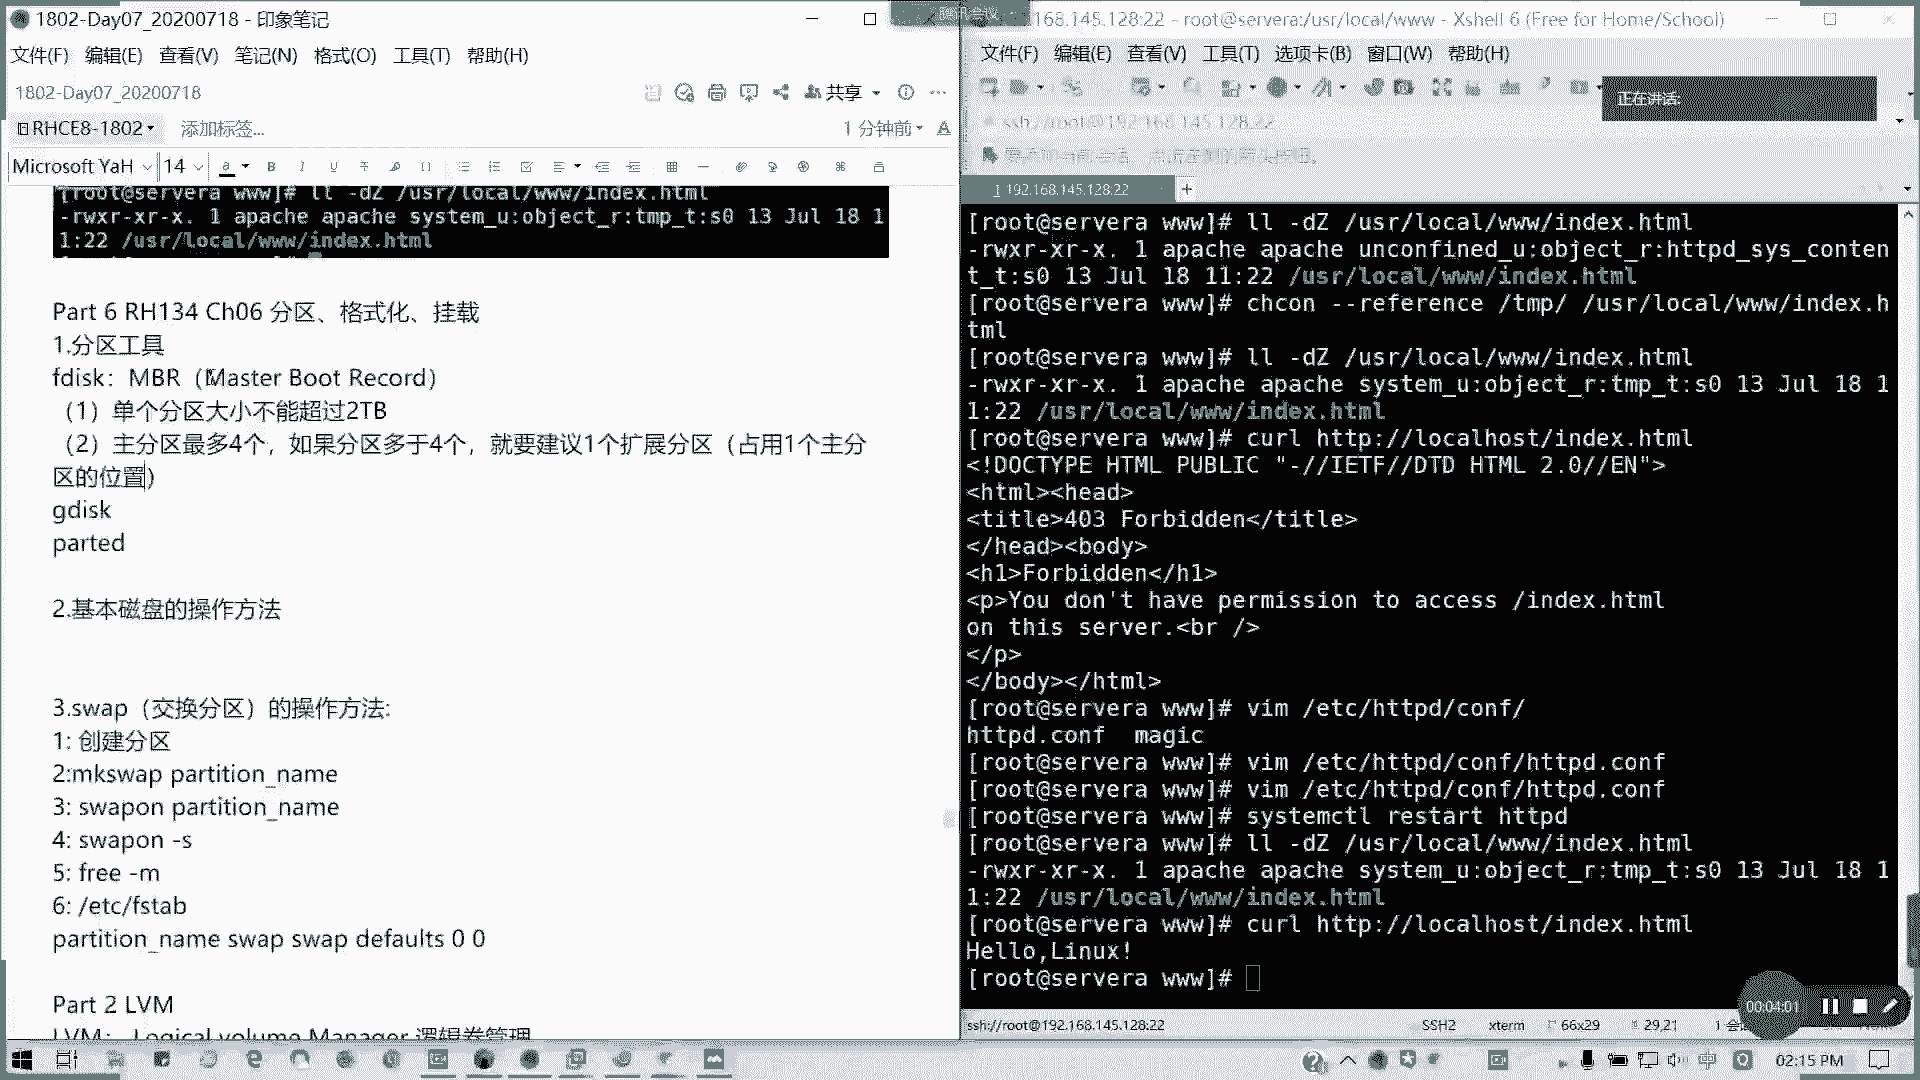 1802-Day07_20200718 - 印象笔记
文件(F) 编辑(E) 查看(V) 笔记(N) 格式(O) 工具(T) 帮助(H)
1802-Day07_20200718
共享
RHCE8-1802
添加标签...
1 分钟前
Microsoft YaH 14
[root@servera www]# ll -dZ /usr/local/www/index.html
-rwxr-xr-x. 1 apache apache system_u:object_r:tmp_t:s0 13 Jul 18 1
1:22 /usr/local/www/index.html
Part 6 RH134 Ch06 分区、格式化、挂载
1.分区工具
fdisk：MBR（Master Boot Record）
（1）单个分区大小不能超过2TB
（2）主分区最多4个，如果分区多于4个，就要建议1个扩展分区（占用1个主分
区的位置）
gdisk
parted
2.基本磁盘的操作方法
3.swap（交换分区）的操作方法:
1: 创建分区
2:mkswap partition_name
3: swapon partition_name
4: swapon -s
5: free -m
6: /etc/fstab
partition_name swap swap defaults 0 0
Part 2 LVM
LVM： Logical volume Manager 逻辑卷管理
192.168.145.128:22 - root@servera:/usr/local/www - Xshell 6 (Free for Home/School)
文件(F) 编辑(E) 查看(V) 工具(T) 选项卡(B) 窗口(W) 帮助(H)
正在讲话:
ssh://root@192.168.145.128:22
1 192.168.145.128:22
[root@servera www]# ll -dZ /usr/local/www/index.html
-rwxr-xr-x. 1 apache apache unconfined_u:object_r:httpd_sys_conten
t_t:s0 13 Jul 18 11:22 /usr/local/www/index.html
[root@servera www]# chcon --reference /tmp/ /usr/local/www/index.h
tml
[root@servera www]# ll -dZ /usr/local/www/index.html
-rwxr-xr-x. 1 apache apache system_u:object_r:tmp_t:s0 13 Jul 18 1
1:22 /usr/local/www/index.html
[root@servera www]# curl http://localhost/index.html
<!DOCTYPE HTML PUBLIC "-//IETF//DTD HTML 2.0//EN">
<html><head>
<title>403 Forbidden</title>
</head><body>
<h1>Forbidden</h1>
<p>You don't have permission to access /index.html
on this server.<br />
</p>
</body></html>
[root@servera www]# vim /etc/httpd/conf/
httpd.conf magic
[root@servera www]# vim /etc/httpd/conf/httpd.conf
[root@servera www]# vim /etc/httpd/conf/httpd.conf
[root@servera www]# systemctl restart httpd
[root@servera www]# ll -dZ /usr/local/www/index.html
-rwxr-xr-x. 1 apache apache system_u:object_r:tmp_t:s0 13 Jul 18 1
1:22 /usr/local/www/index.html
[root@servera www]# curl http://localhost/index.html
Hello,Linux!
[root@servera www]#
00:04:01
ssh://root@192.168.145.128:22 SSH2 xterm 66x29 29,21
02:15 PM